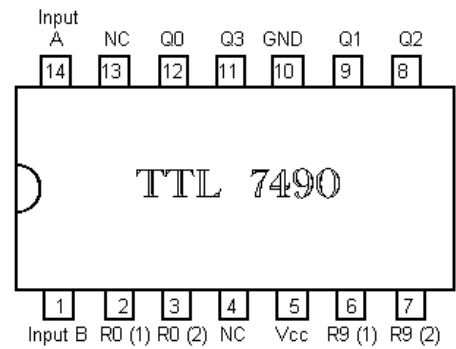 Input
A NC Q0 Q3 GND Q1 Q2
14 13 12 11 10 9 8
TTL 7490
1 2 3 4 5 6 7
Input B R0 (1) R0 (2) NC Vcc R9 (1) R9 (2)